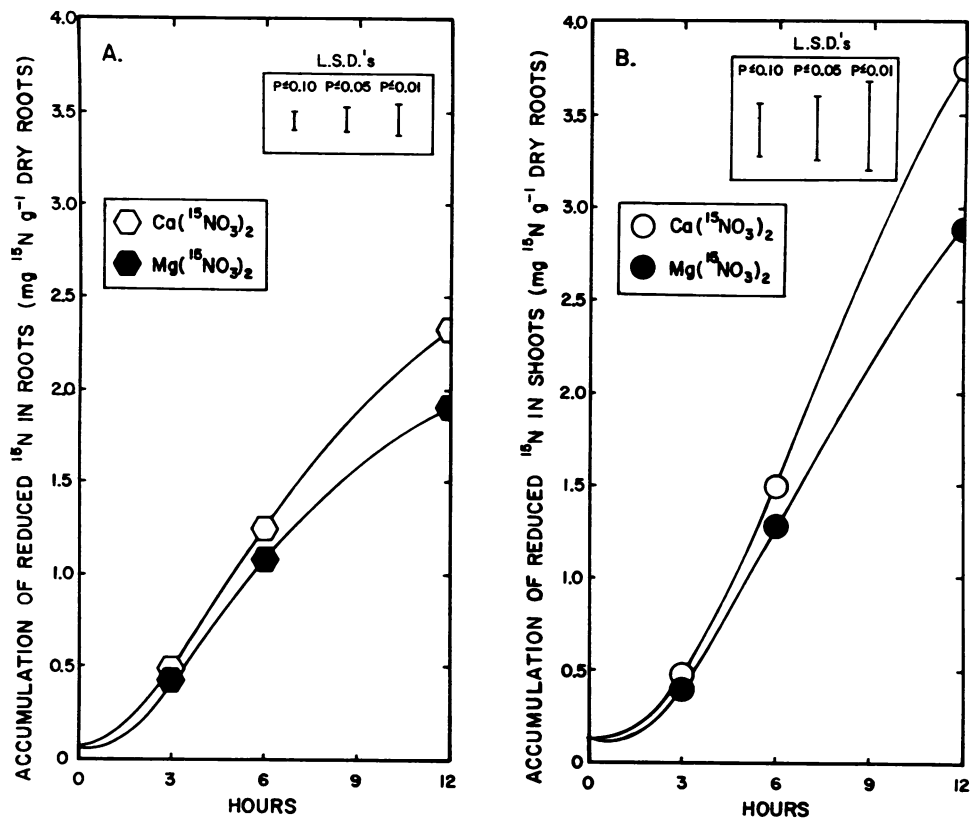 A.
L.S.D.'s
P≤0.10 P≤0.05 P≤0.01
Ca(¹⁵NO₃)₂
Mg(¹⁵NO₃)₂
ACCUMULATION OF REDUCED ¹⁵N IN ROOTS (mg ¹⁵N g⁻¹ DRY ROOTS)
4.0
3.5
3.0
2.5
2.0
1.5
1.0
0.5
0
0 3 6 9 12
HOURS
B.
L.S.D.'s
P≤0.10 P≤0.05 P≤0.01
Ca(¹⁵NO₃)₂
Mg(¹⁵NO₃)₂
ACCUMULATION OF REDUCED ¹⁵N IN SHOOTS (mg ¹⁵N g⁻¹ DRY ROOTS)
4.0
3.5
3.0
2.5
2.0
1.5
1.0
0.5
0
0 3 6 9 12
HOURS